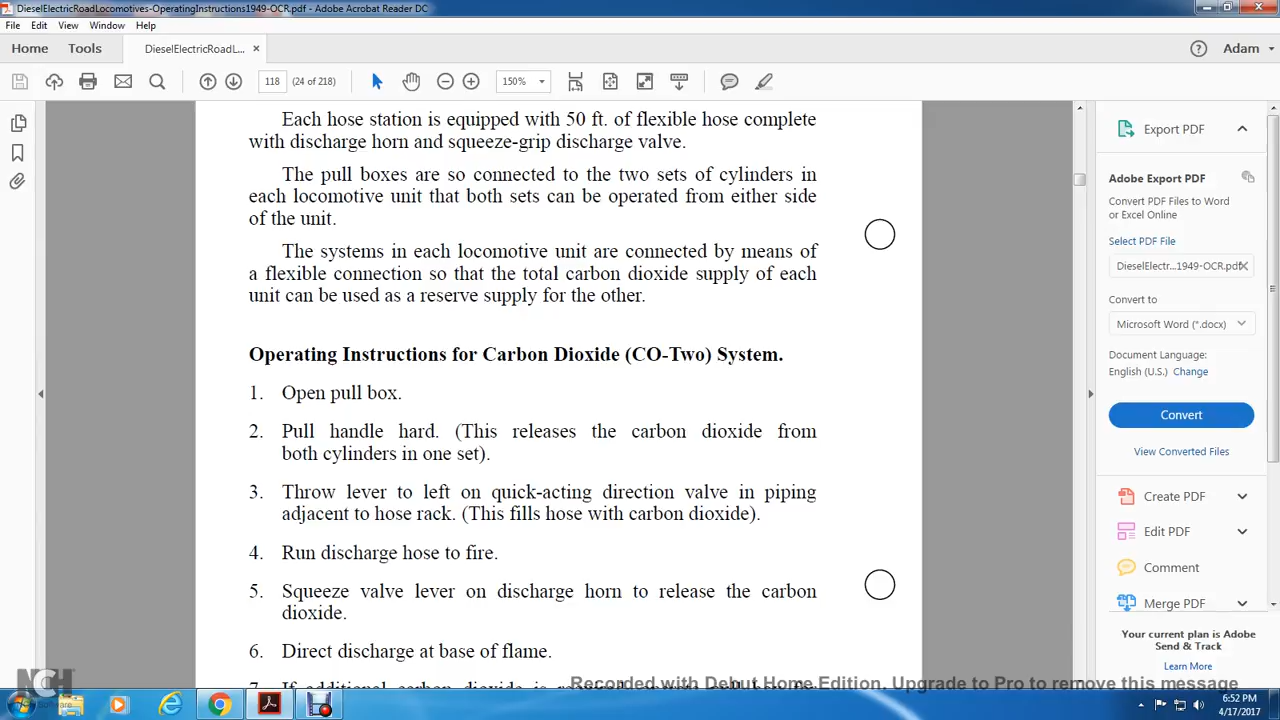 DieselElectricRoadLocomotives-OperatingInstructions1949-OCR.pdf - Adobe Acrobat Reader DC
File Edit View Window Help
Home Tools DieselElectricRoadL... × Adam
118 (24 of 218) 150%
Each hose station is equipped with 50 ft. of flexible hose complete
with discharge horn and squeeze-grip discharge valve.
The pull boxes are so connected to the two sets of cylinders in
each locomotive unit that both sets can be operated from either side
of the unit.
The systems in each locomotive unit are connected by means of
a flexible connection so that the total carbon dioxide supply of each
unit can be used as a reserve supply for the other.
Operating Instructions for Carbon Dioxide (CO-Two) System.
1. Open pull box.
2. Pull handle hard. (This releases the carbon dioxide from
both cylinders in one set).
3. Throw lever to left on quick-acting direction valve in piping
adjacent to hose rack. (This fills hose with carbon dioxide).
4. Run discharge hose to fire.
5. Squeeze valve lever on discharge horn to release the carbon
dioxide.
6. Direct discharge at base of flame.
7. If additional carbon dioxide is
Export PDF
Adobe Export PDF
Convert PDF Files to Word
or Excel Online
Select PDF File
DieselElectr...1949-OCR.pdf
Convert to
Microsoft Word (*.docx)
Document Language:
English (U.S.) Change
Convert
View Converted Files
Create PDF
Edit PDF
Comment
Merge PDF
Your current plan is Adobe
Send & Track
Learn More
NCH
Software
Recorded with Debut Home Edition. Upgrade to Pro to remove this message
6:52 PM
4/17/2017